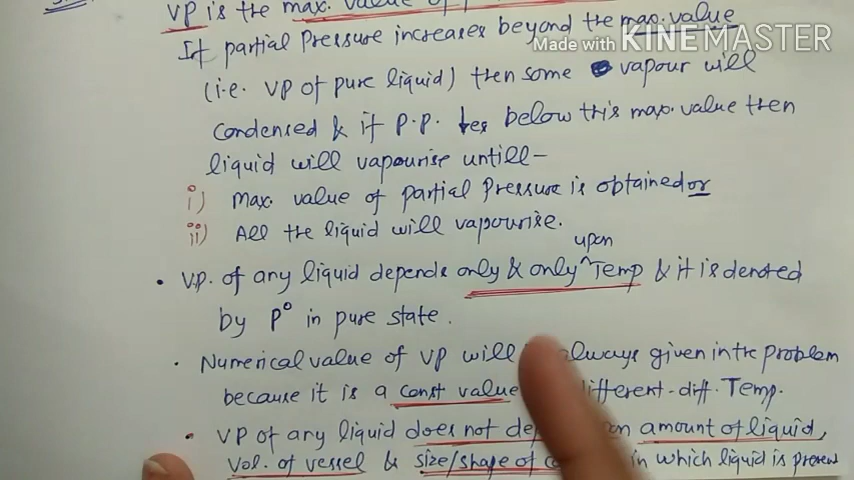 VP is the max. value of
If partial pressure increases beyond the max. value
Made with KINEMASTER
(i.e. VP of pure liquid) then some vapour will
condensed & if P.P. ↓es below this max. value then
liquid will vapourise untill-
i) Max. value of partial pressure is obtained or
ii) All the liquid will vapourise.
• V.P. of any liquid depends only & only ^upon Temp & it is denoted
by P° in pure state.
• Numerical value of VP will always given in the problem
because it is a const value different-diff. Temp.
• VP of any liquid does not upon amount of liquid,
Vol. of vessel & size/shape of in which liquid is present